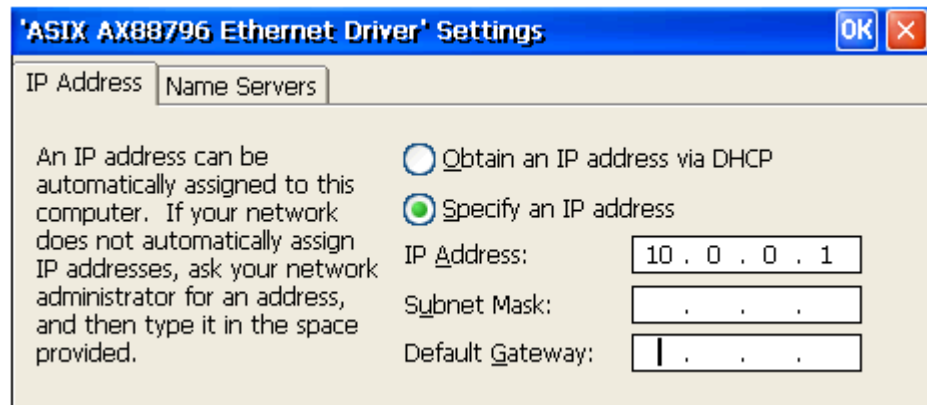 'ASIX AX88796 Ethernet Driver' Settings
OK
IP Address
Name Servers
An IP address can be
automatically assigned to this
computer. If your network
does not automatically assign
IP addresses, ask your network
administrator for an address,
and then type it in the space
provided.
Obtain an IP address via DHCP
Specify an IP address
IP Address: 10 . 0 . 0 . 1
Subnet Mask: . . .
Default Gateway: . . .